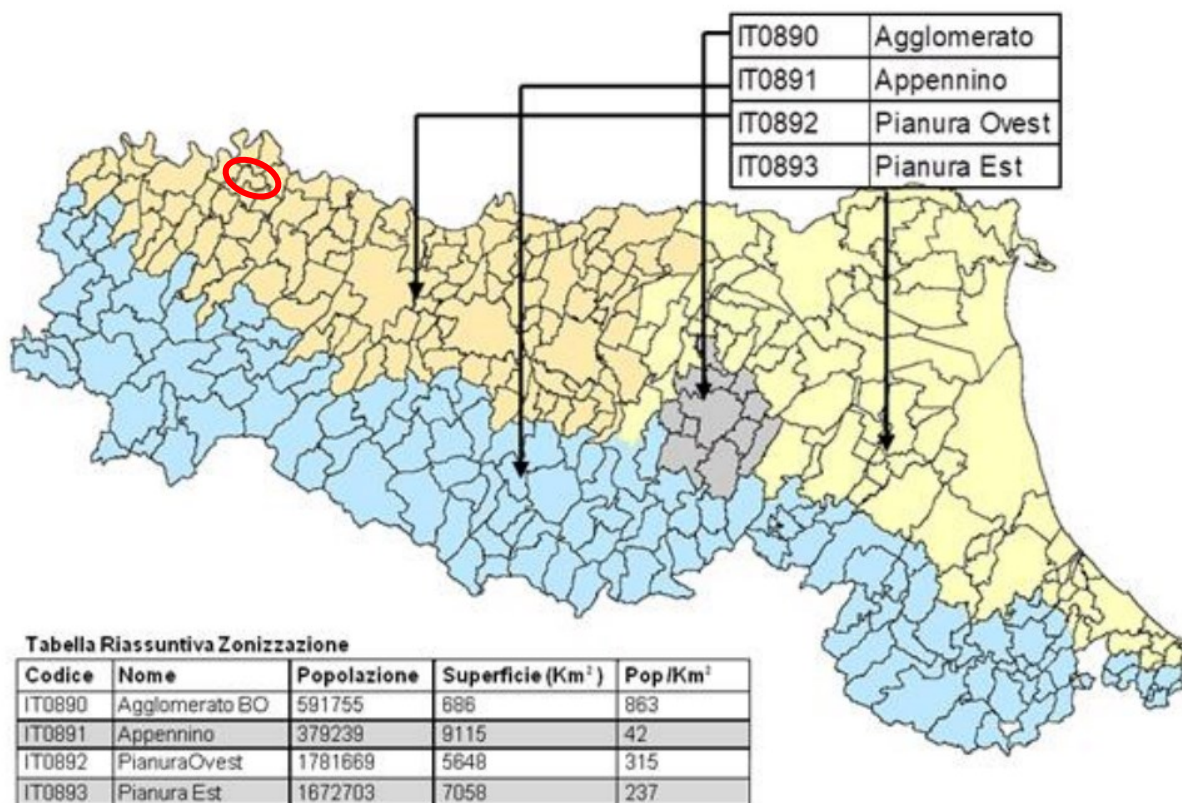 IT0890 Agglomerato
IT0891 Appennino
IT0892 Pianura Ovest
IT0893 Pianura Est
Tabella Riassuntiva Zonizzazione
Codice Nome Popolazione Superficie (Km²) Pop/Km²
IT0890 Agglomerato BO 591755 686 863
IT0891 Appennino 379239 9115 42
IT0892 PianuraOvest 1781669 5648 315
IT0893 Pianura Est 1672703 7058 237